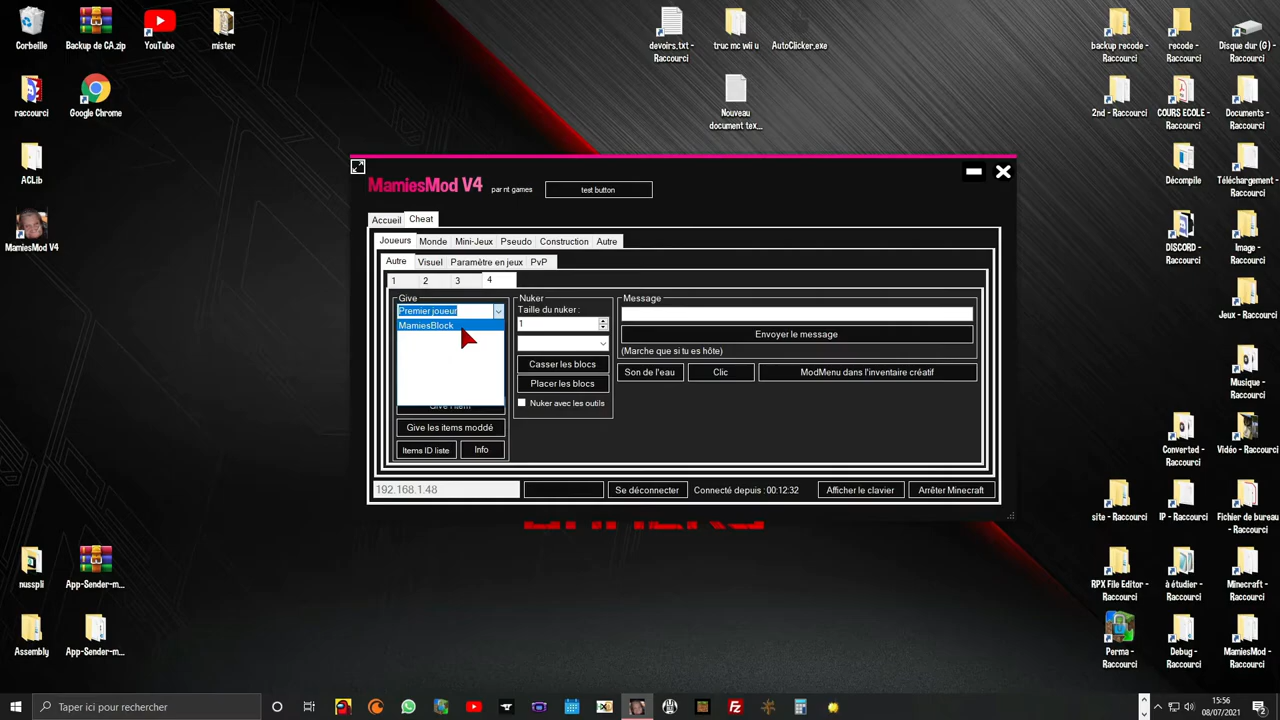 Corbeille
Backup de CA.zip
YouTube
mister
devoirs.txt -
Raccourci
truc mc wii u
AutoClicker.exe
backup recode -
Raccourci
recode -
Raccourci
Disque dur (G) -
Raccourci
raccourci
Google Chrome
Nouveau
document tex...
2nd - Raccourci
COURS ECOLE -
Raccourci
Documents -
Raccourci
ACLib
Décompile
Téléchargement -
Raccourci
MamiesMod V4
DISCORD -
Raccourci
Image -
Raccourci
Jeux - Raccourci
Musique -
Raccourci
Converted -
Raccourci
Vidéo - Raccourci
site - Raccourci
IP - Raccourci
Fichier de bureau
- Raccourci
nusspli
App-Sender-m...
RPX File Editor -
Raccourci
à étudier -
Raccourci
Minecraft -
Raccourci
Assembly
App-Sender-m...
Perma -
Raccourci
Debug -
Raccourci
MamiesMod -
Raccourci
MamiesMod V4
par nt games
test button
Accueil
Cheat
Joueurs
Monde
Mini-Jeux
Pseudo
Construction
Autre
Autre
Visuel
Paramètre en jeux
PvP
1
2
3
4
Give
Premier joueur
MamiesBlock
Give l'item
Give les items moddé
Items ID liste
Info
Nuker
Taille du nuker :
1
Casser les blocs
Placer les blocs
Nuker avec les outils
Message
Envoyer le message
(Marche que si tu es hôte)
Son de l'eau
Clic
ModMenu dans l'inventaire créatif
192.168.1.48
Se déconnecter
Connecté depuis : 00:12:32
Afficher le clavier
Arrêter Minecraft
Taper ici pour rechercher
15:56
08/07/2021